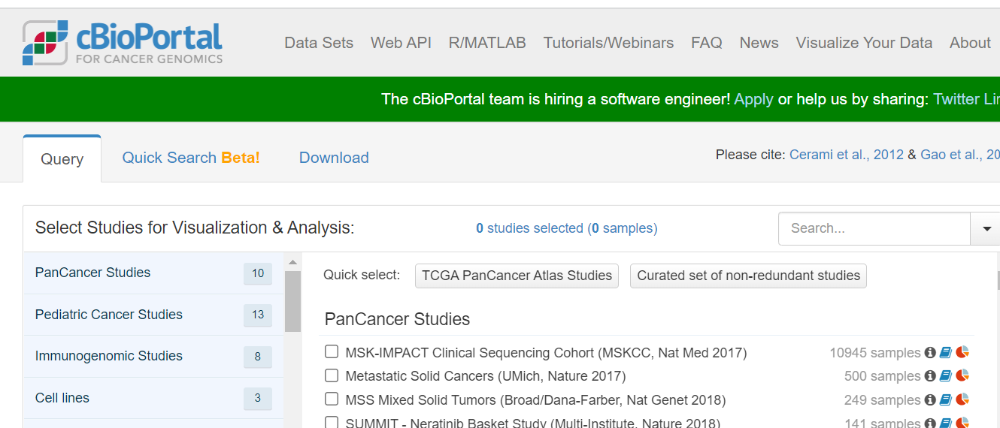 cBioPortal
FOR CANCER GENOMICS
Data Sets Web API R/MATLAB Tutorials/Webinars FAQ News Visualize Your Data About
The cBioPortal team is hiring a software engineer! Apply or help us by sharing: Twitter
Query Quick Search Beta! Download
Please cite: Cerami et al., 2012 & Gao et al.,
Select Studies for Visualization & Analysis:
0 studies selected (0 samples)
Search...
PanCancer Studies 10
Pediatric Cancer Studies 13
Immunogenomic Studies 8
Cell lines 3
Quick select: TCGA PanCancer Atlas Studies Curated set of non-redundant studies
PanCancer Studies
MSK-IMPACT Clinical Sequencing Cohort (MSKCC, Nat Med 2017) 10945 samples
Metastatic Solid Cancers (UMich, Nature 2017) 500 samples
MSS Mixed Solid Tumors (Broad/Dana-Farber, Nat Genet 2018) 249 samples
SUMMIT - Neratinib Basket Study (Multi-Institute, Nature 2018) 141 samples